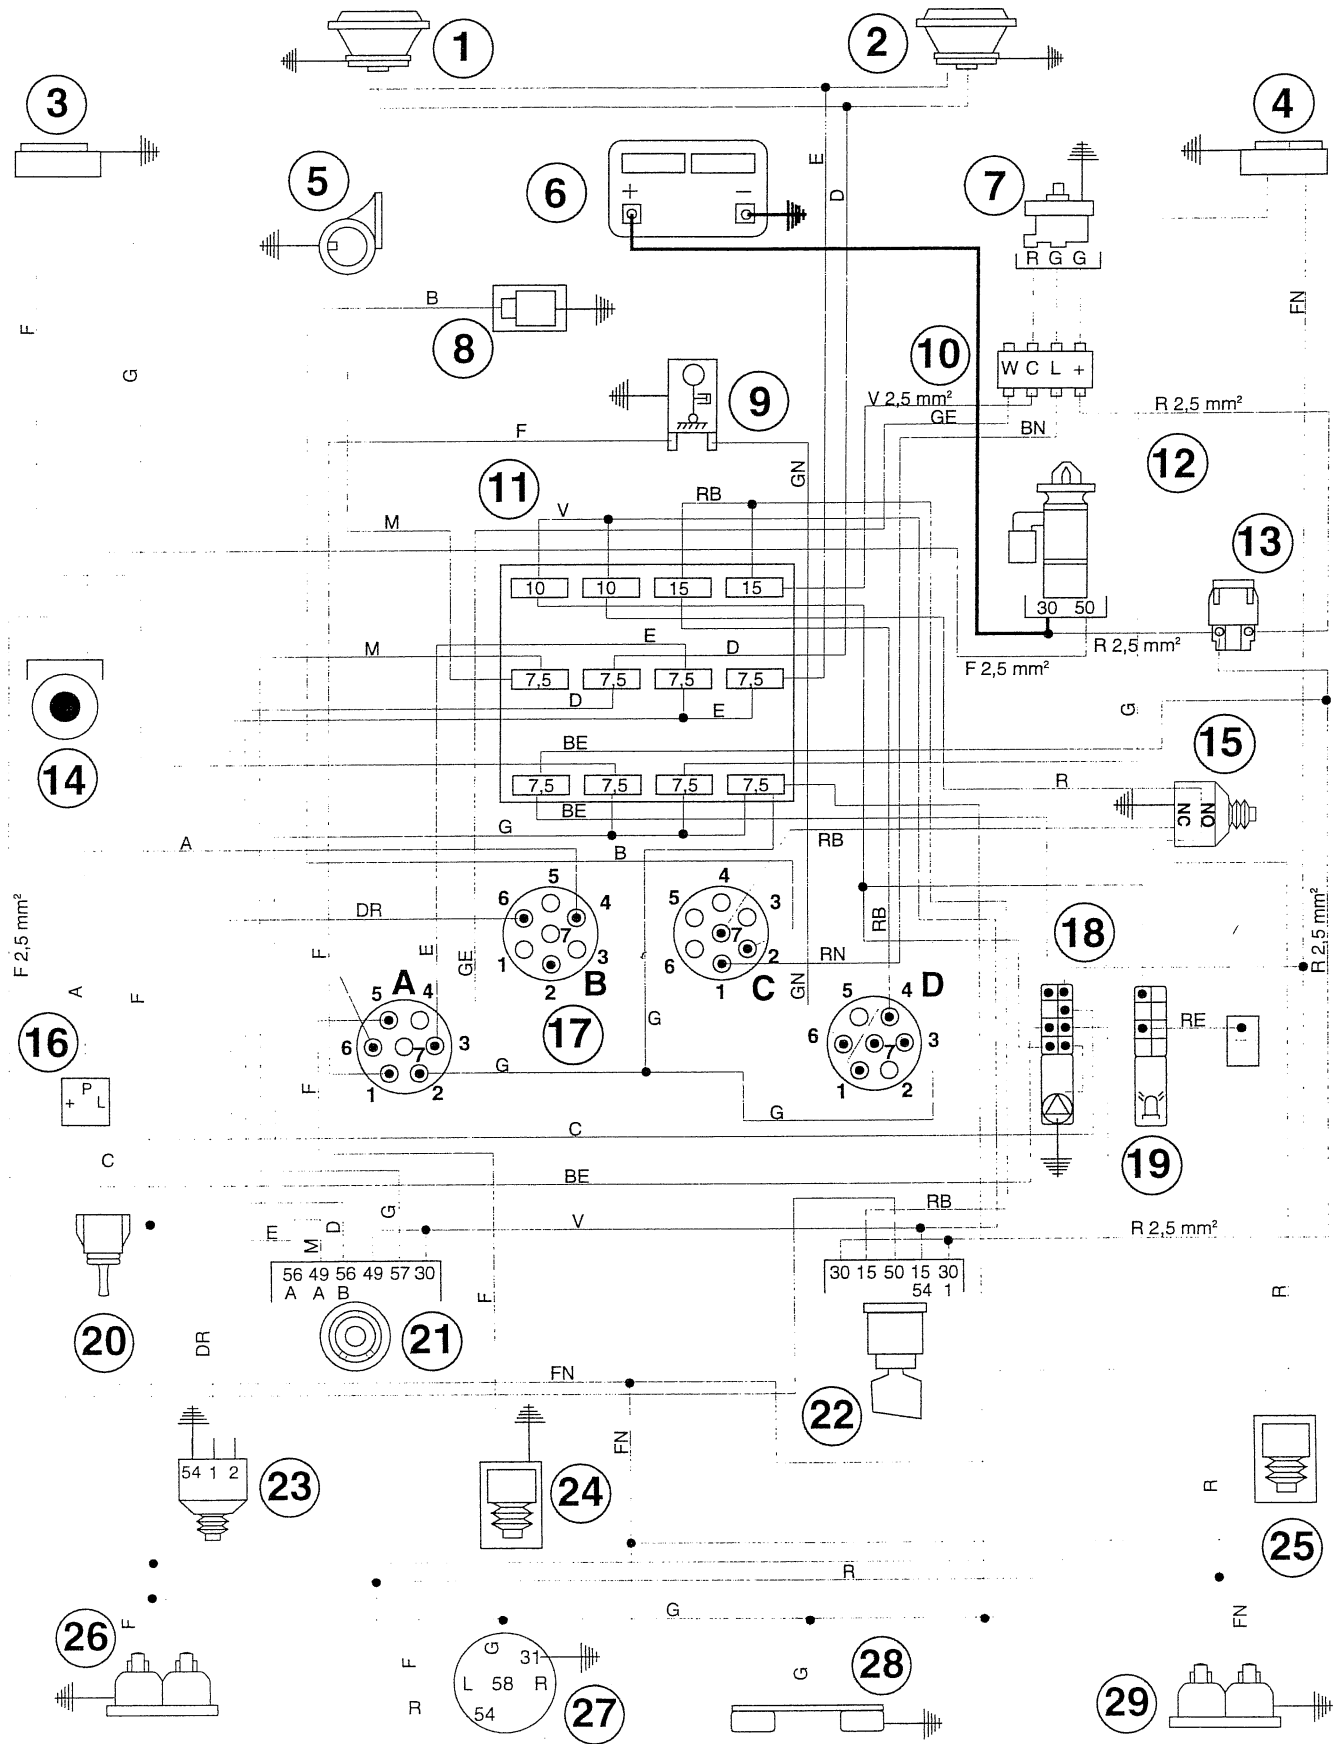 1
2
3
4
5
6
+ −
7
E
D
R G G
F
G
B
8
FN
9
10
W C L +
V 2,5 mm²
GE
BN
R 2,5 mm²
F
GN
11
12
RB
V
M
13
10 10 15 15
30 50
R 2,5 mm²
F 2,5 mm²
E
D
M
7,5 7,5 7,5 7,5
D
E
G
14
15
BE
R
7,5 7,5 7,5 7,5
BE
NC NO
G
RB
A
B
5 6 4 7 1 3 2 B
4 5 3 7 2 6 1 C
DR
RB
RN
18
F 2,5 mm²
R 2,5 mm²
F
E
GE
GN
A
F
A
5 4 6 7 3 1 2
17
G
D
5 4 6 7 3 1 2
16
+ P L
RE
F
G
G
C
C
BE
19
RB
V
R 2,5 mm²
E
M
D
G
56 49 56 49 57 30
A A B
30 15 50 15 30
54 1
20
21
F
R
DR
FN
22
FN
54 1 2
23
24
R
25
R
G
26
F
F
R
G
31
L 58 R
54
27
G
28
FN
29